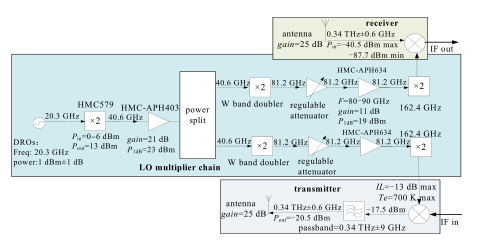 receiver
antenna
gain=25 dB
0.34 THz±0.6 GHz
Pin=−40.5 dBm max
−87.7 dBm min
IF out
HMC-APH634
40.6 GHz
×2
81.2 GHz
81.2 GHz
×2
W band doubler
regulable
attenuator
F=80−90 GHz
gain=11 dB
P1dB=19 dBm
162.4 GHz
HMC579
HMC-APH403
20.3 GHz
×2
40.6 GHz
power
split
DROs:
Freq: 20.3 GHz
power:1 dBm±1 dB
Pin=0−6 dBm
Pout=13 dBm
gain=21 dB
P1dB=23 dBm
LO multiplier chain
HMC-APH634
162.4 GHz
40.6 GHz
×2
81.2 GHz
81.2 GHz
×2
W band doubler
regulable
attenuator
transmitter
IL=−13 dB max
Te=700 K max
antenna
gain=25 dB
0.34 THz±0.6 GHz
Pout=−20.5 dBm
−17.5 dBm
IF in
passband=0.34 THz±9 GHz